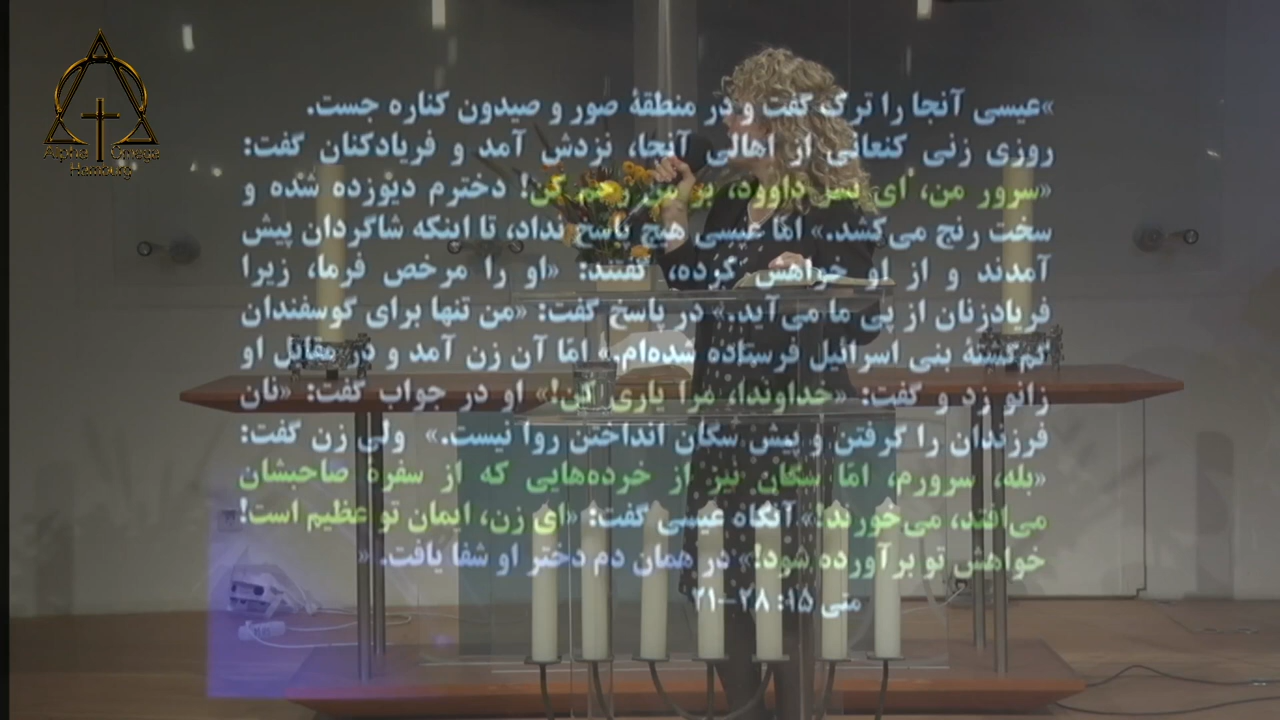 Alpha Omega
Hamburg
»عیسی آنجا را ترک گفت و در منطقهٔ صور و صیدون کناره جست.
روزی زنی کنعانی از اهالی آنجا، نزدش آمد و فریادکنان گفت:
«سرور من، ای پسر داوود، بر من رحم کن! دخترم دیوزده شده و
سخت رنج می‌کشد.» امّا عیسی هیچ پاسخ نداد، تا اینکه شاگردان پیش
آمدند و از او خواهش کرده، گفتند: «او را مرخص فرما، زیرا
فریادزنان از پی ما می‌آید.» در پاسخ گفت: «من تنها برای گوسفندان
گم‌گشتهٔ بنی اسرائیل فرستاده شده‌ام.» امّا آن زن آمد و در مقابل او
زانو زد و گفت: «خداوندا، مرا یاری کن!» او در جواب گفت: «نان
فرزندان را گرفتن و پیش سگان انداختن روا نیست.» ولی زن گفت:
«بله، سرورم، امّا سگان نیز از خرده‌هایی که از سفرهٔ صاحبشان
می‌افتد، می‌خورند!» آنگاه عیسی گفت: «ای زن، ایمان تو عظیم است!
خواهش تو برآورده شود!» در همان دم دختر او شفا یافت. «
متی ۱۵: ۲۸–۲۱